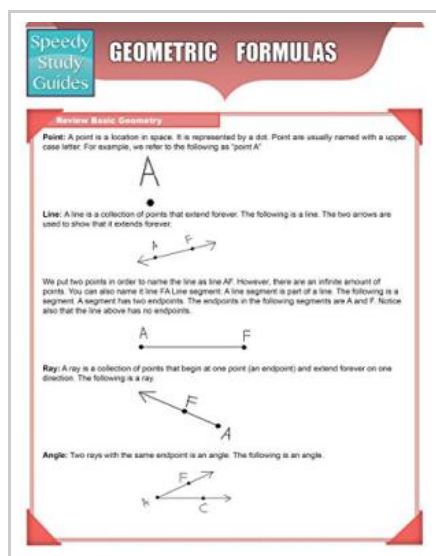 Speedy
Study
Guides
GEOMETRIC FORMULAS
Review Basic Geometry
Point: A point is a location in space. It is represented by a dot. Point are usually named with a upper
case letter. For example, we refer to the following as "point A"
A
Line: A line is a collection of points that extend forever. The following is a line. The two arrows are
used to show that it extends forever.
A F
We put two points in order to name the line as line AF. However, there are an infinite amount of
points. You can also name it line FA Line segment: A line segment is part of a line. The following is a
segment. A segment has two endpoints. The endpoints in the following segments are A and F. Notice
also that the line above has no endpoints.
A F
Ray: A ray is a collection of points that begin at one point (an endpoint) and extend forever on one
direction. The following is a ray.
F
A
Angle: Two rays with the same endpoint is an angle. The following is an angle.
F
A
C